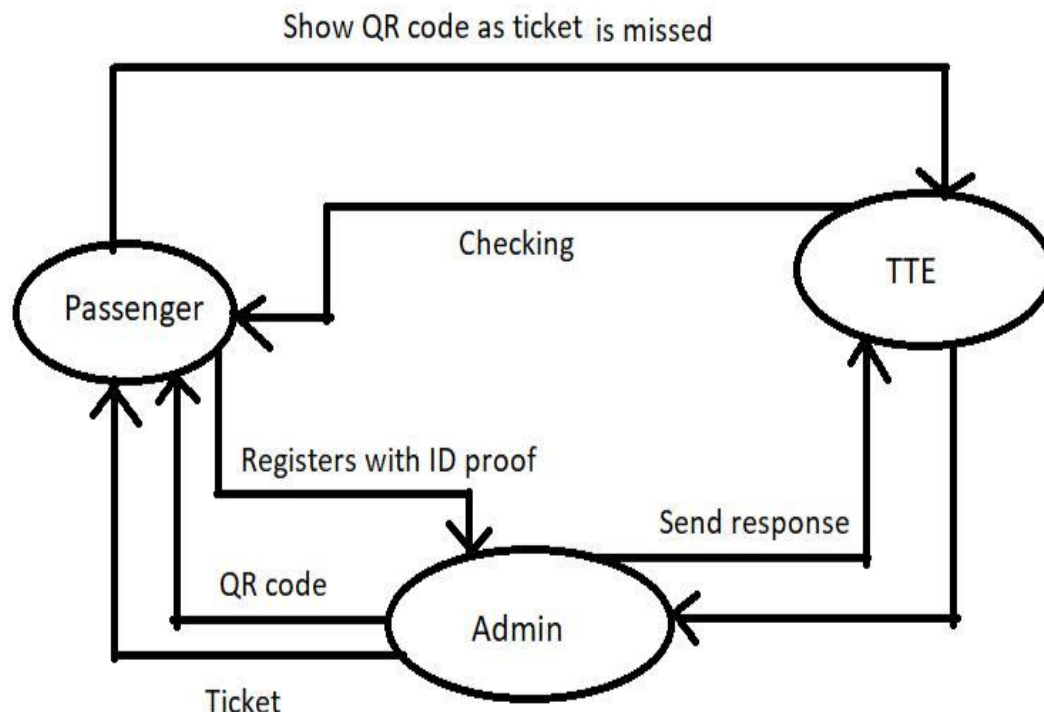 Show QR code as ticket is missed
Checking
TTE
Passenger
Registers with ID proof
Send response
QR code
Admin
Ticket